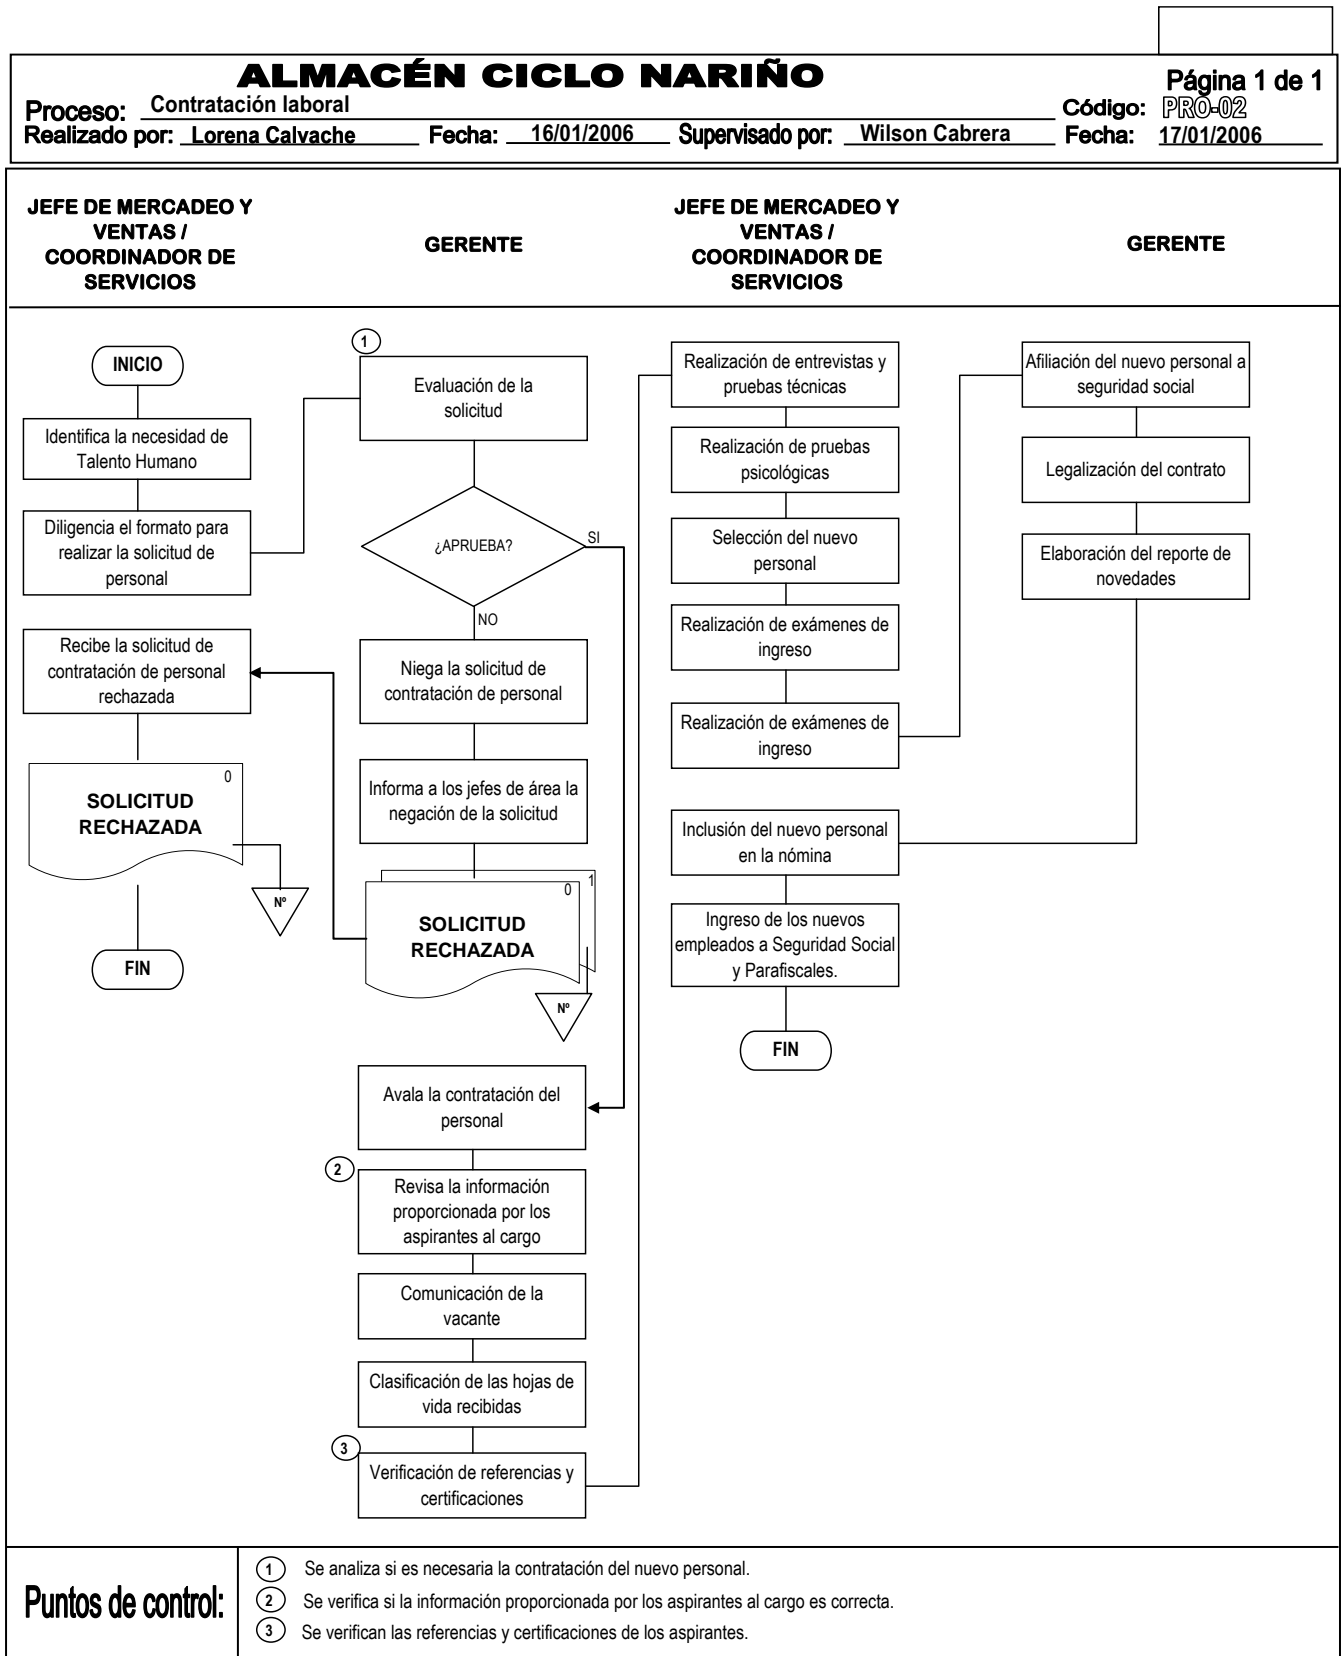 ALMACÉN CICLO NARIÑO
Página 1 de 1
Proceso: Contratación laboral
Código: PRO-02
Realizado por: Lorena Calvache Fecha: 16/01/2006 Supervisado por: Wilson Cabrera Fecha: 17/01/2006
JEFE DE MERCADEO Y
VENTAS /
COORDINADOR DE
SERVICIOS
GERENTE
JEFE DE MERCADEO Y
VENTAS /
COORDINADOR DE
SERVICIOS
GERENTE
INICIO
Identifica la necesidad de
Talento Humano
Diligencia el formato para
realizar la solicitud de
personal
Recibe la solicitud de
contratación de personal
rechazada
0
SOLICITUD
RECHAZADA
Nº
FIN
1
Evaluación de la
solicitud
¿APRUEBA?
SI
NO
Niega la solicitud de
contratación de personal
Informa a los jefes de área la
negación de la solicitud
1
0
SOLICITUD
RECHAZADA
Nº
Avala la contratación del
personal
2
Revisa la información
proporcionada por los
aspirantes al cargo
Comunicación de la
vacante
Clasificación de las hojas de
vida recibidas
3
Verificación de referencias y
certificaciones
Realización de entrevistas y
pruebas técnicas
Realización de pruebas
psicológicas
Selección del nuevo
personal
Realización de exámenes de
ingreso
Realización de exámenes de
ingreso
Inclusión del nuevo personal
en la nómina
Ingreso de los nuevos
empleados a Seguridad Social
y Parafiscales.
FIN
Afiliación del nuevo personal a
seguridad social
Legalización del contrato
Elaboración del reporte de
novedades
Puntos de control:
1 Se analiza si es necesaria la contratación del nuevo personal.
2 Se verifica si la información proporcionada por los aspirantes al cargo es correcta.
3 Se verifican las referencias y certificaciones de los aspirantes.